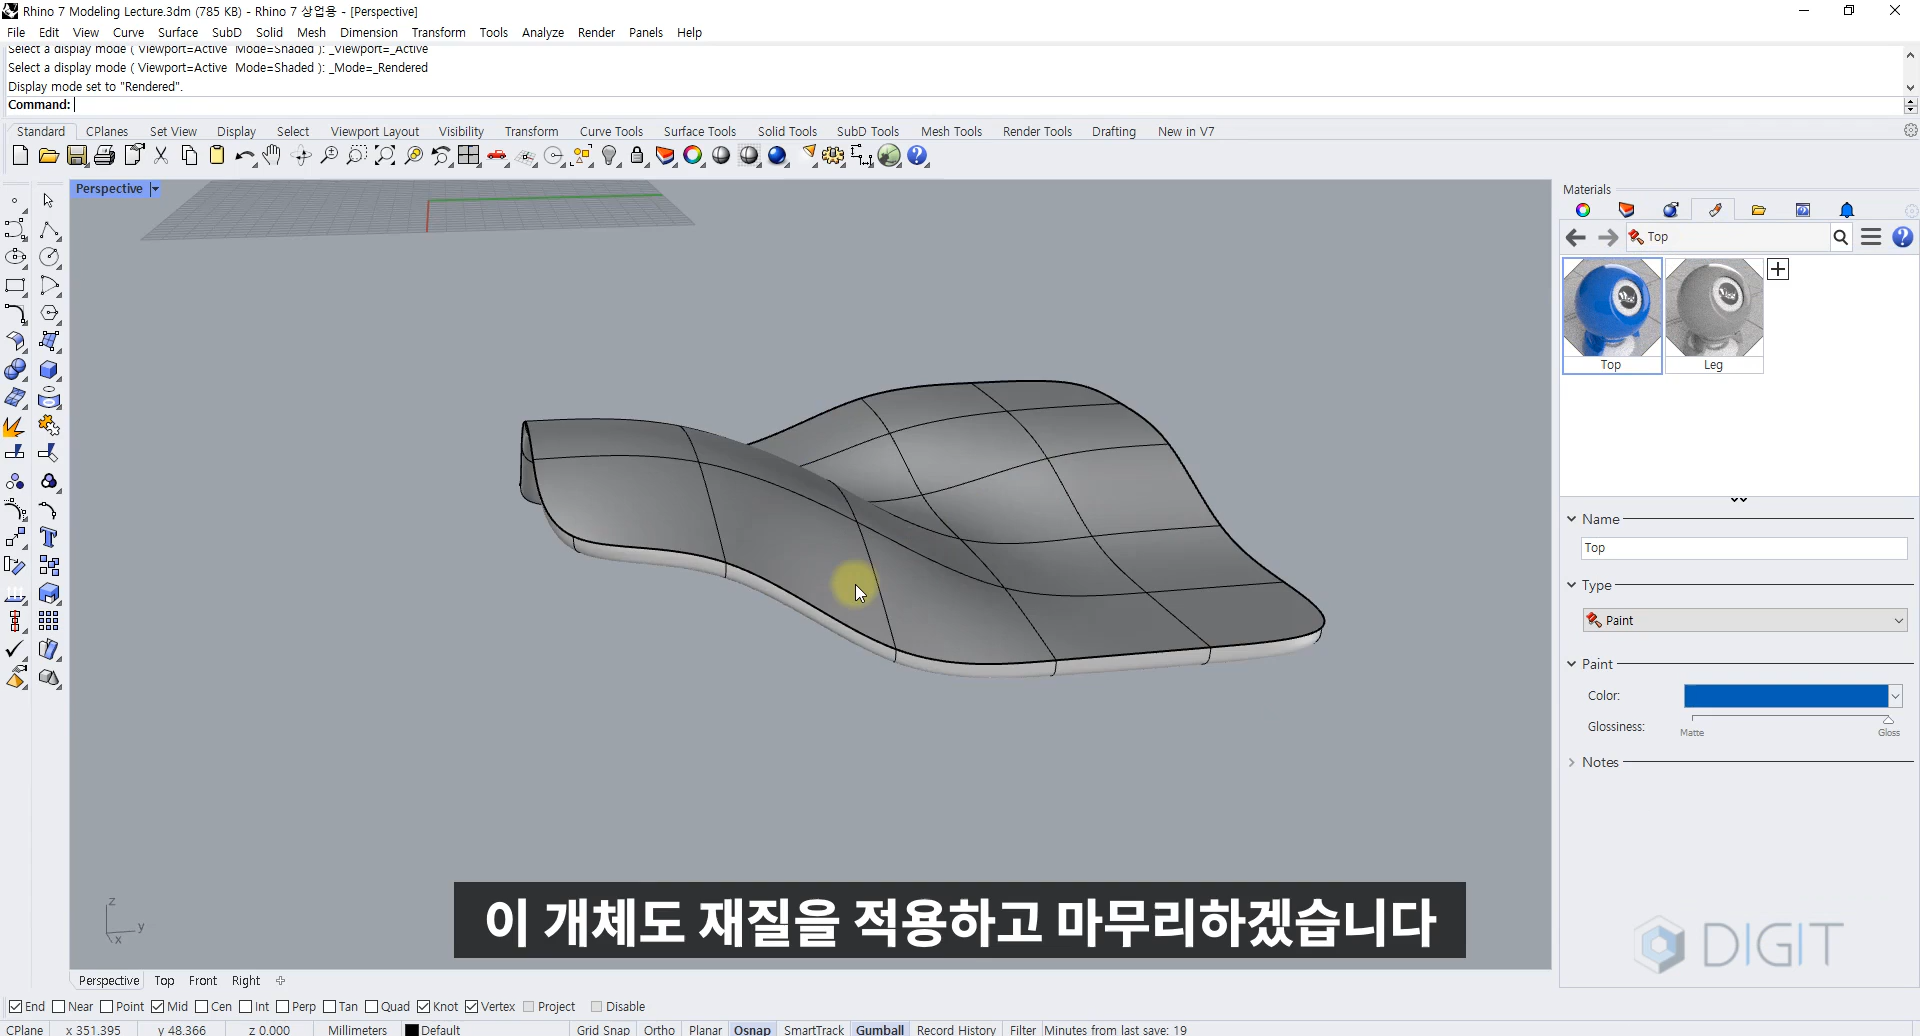 Rhino 7 Modeling Lecture.3dm (785 KB) - Rhino 7 상업용 - [Perspective]
File Edit View Curve Surface SubD Solid Mesh Dimension Transform Tools Analyze Render Panels Help
Select a display mode ( Viewport=Active Mode=Shaded ): _Viewport=_Active
Select a display mode ( Viewport=Active Mode=Shaded ): _Mode=_Rendered
Display mode set to "Rendered".
Command:
Standard CPlanes Set View Display Select Viewport Layout Visibility Transform Curve Tools Surface Tools Solid Tools SubD Tools Mesh Tools Render Tools Drafting New in V7
Perspective
Materials
Top
Top Leg
Name
Top
Type
Paint
Paint
Color:
Glossiness:
Matte Gloss
Notes
z
y
x
이 개체도 재질을 적용하고 마무리하겠습니다
DIGIT
Perspective Top Front Right
End Near Point Mid Cen Int Perp Tan Quad Knot Vertex Project Disable
CPlane x 351.395 y 48.366 z 0.000 Millimeters Default Grid Snap Ortho Planar Osnap SmartTrack Gumball Record History Filter Minutes from last save: 19